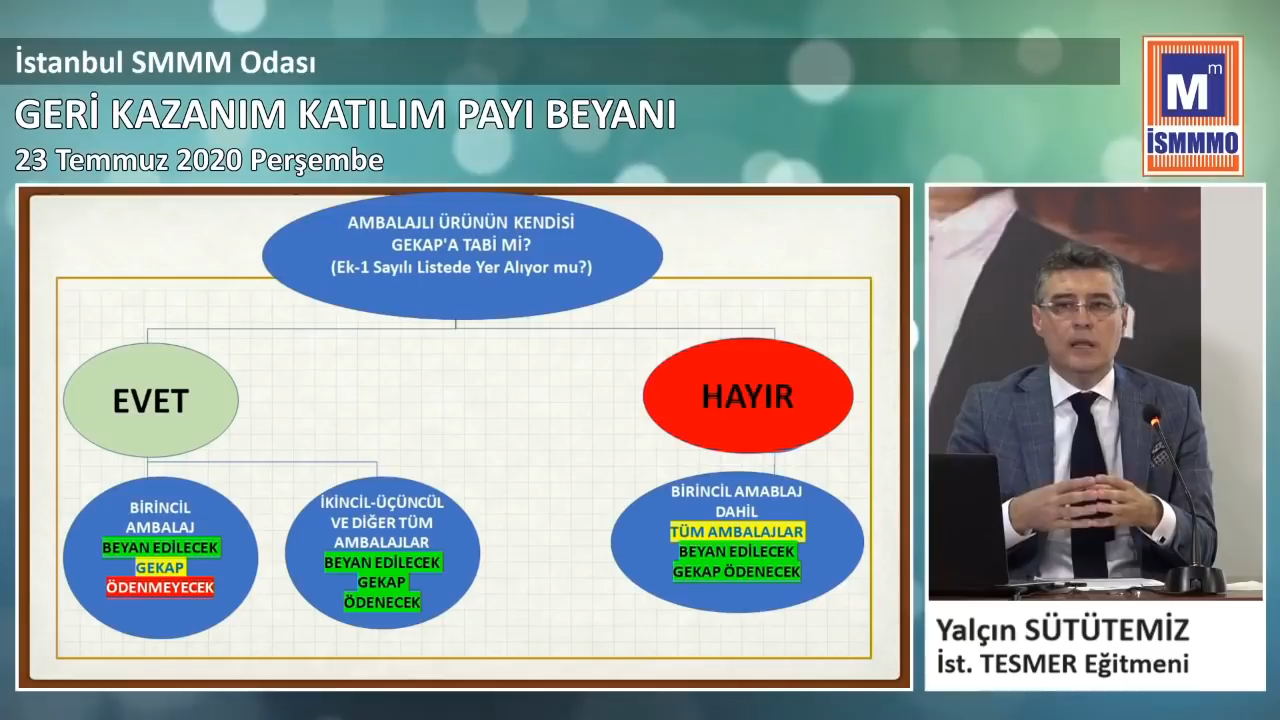 İstanbul SMMM Odası
GERİ KAZANIM KATILIM PAYI BEYANI
23 Temmuz 2020 Perşembe
M
m
İSMMMO
AMBALAJLI ÜRÜNÜN KENDİSİ
GEKAP'A TABİ Mİ?
(Ek-1 Sayılı Listede Yer Alıyor mu?)
EVET
HAYIR
BİRİNCİL
AMBALAJ
BEYAN EDİLECEK
GEKAP
ÖDENMEYECEK
İKİNCİL-ÜÇÜNCÜL
VE DİĞER TÜM
AMBALAJLAR
BEYAN EDİLECEK
GEKAP
ÖDENECEK
BİRİNCİL AMABLAJ
DAHİL
TÜM AMBALAJLAR
BEYAN EDİLECEK
GEKAP ÖDENECEK
Yalçın SÜTÜTEMİZ
İst. TESMER Eğitmeni